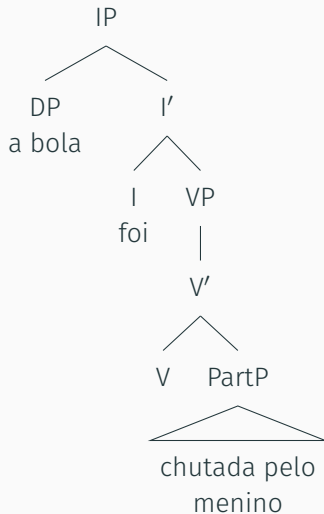 IP
DP I′
a bola
I VP
foi
V′
V PartP
chutada pelo
menino